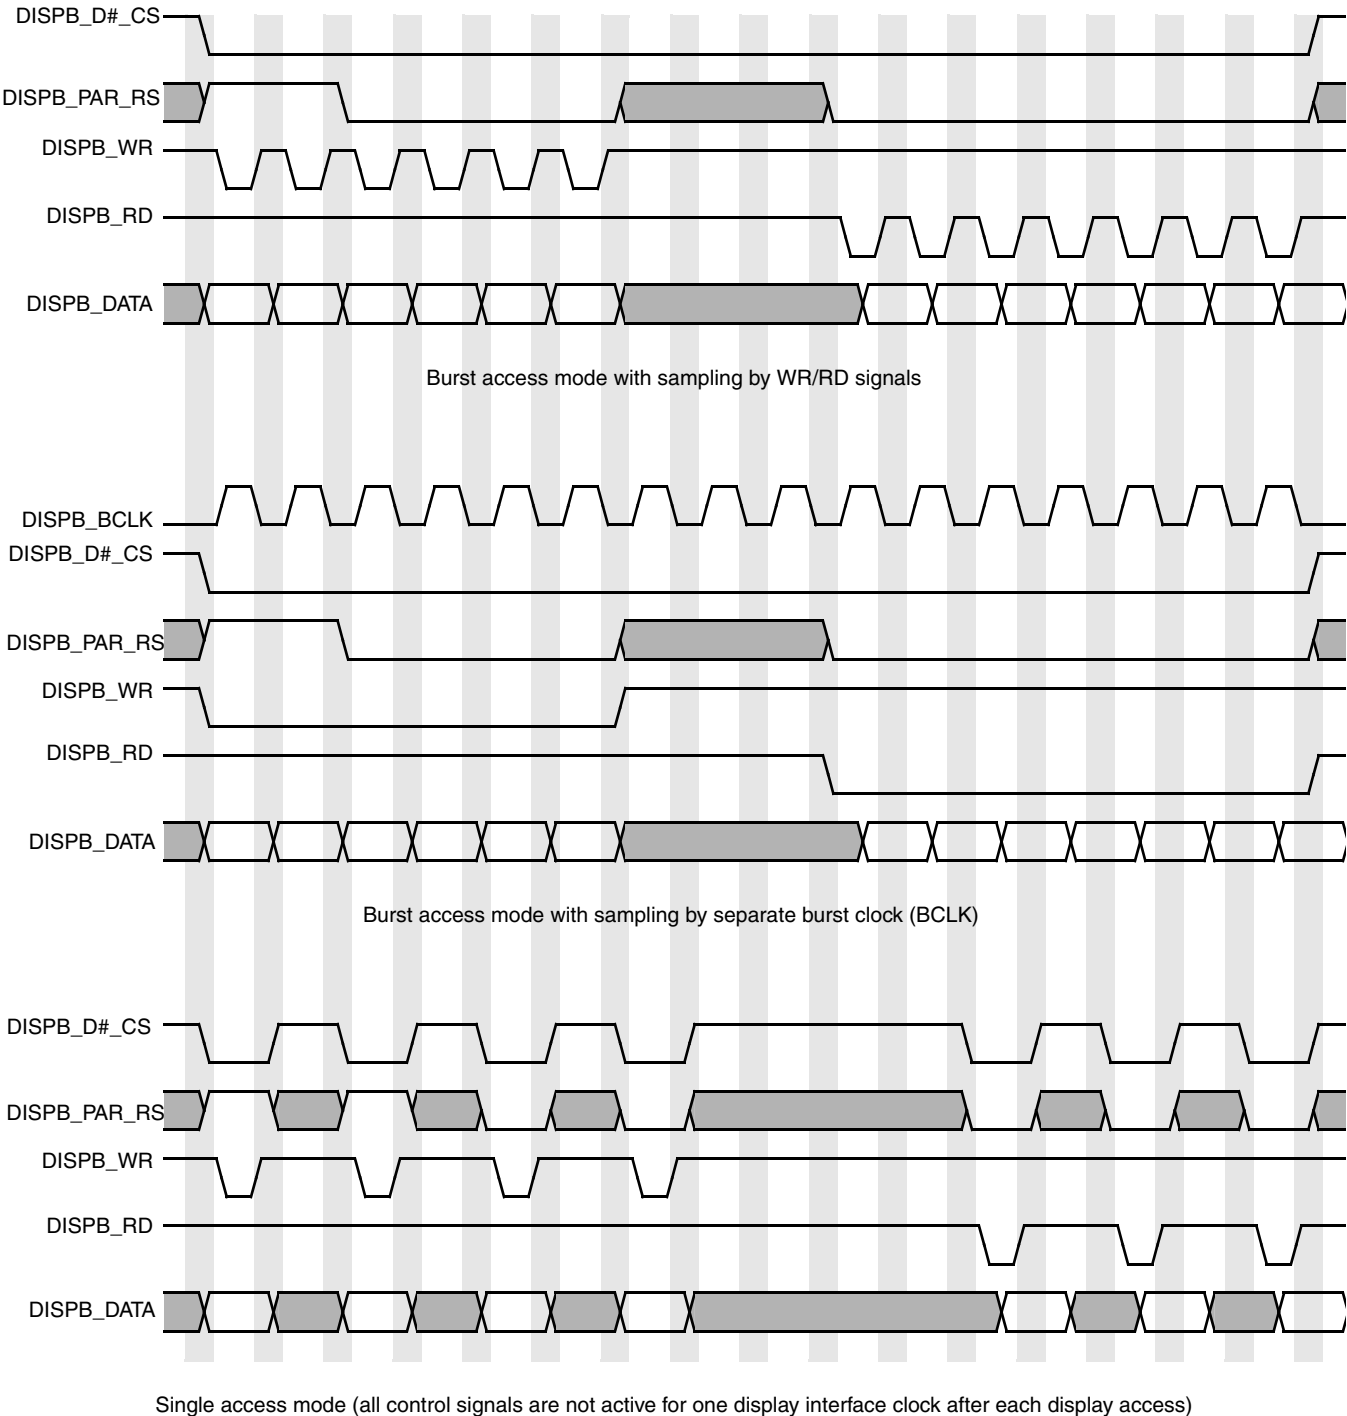 DISPB_D#_CS
DISPB_PAR_RS
DISPB_WR
DISPB_RD
DISPB_DATA
Burst access mode with sampling by WR/RD signals
DISPB_BCLK
DISPB_D#_CS
DISPB_PAR_RS
DISPB_WR
DISPB_RD
DISPB_DATA
Burst access mode with sampling by separate burst clock (BCLK)
DISPB_D#_CS
DISPB_PAR_RS
DISPB_WR
DISPB_RD
DISPB_DATA
Single access mode (all control signals are not active for one display interface clock after each display access)